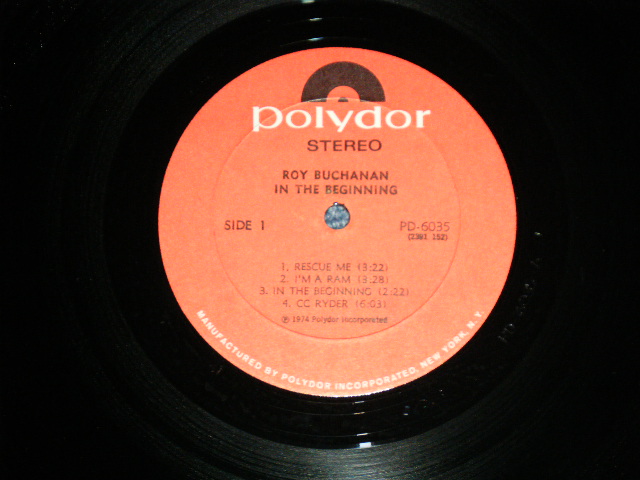 polydor
STEREO
ROY BUCHANAN
IN THE BEGINNING
SIDE 1
PD-6035
(2391 152)
1. RESCUE ME (3:22)
2. I'M A RAM (3:28)
3. IN THE BEGINNING (2:22)
4. CC RYDER (6:03)
℗ 1974 Polydor Incorporated
MANUFACTURED BY POLYDOR INCORPORATED, NEW YORK, N.Y.